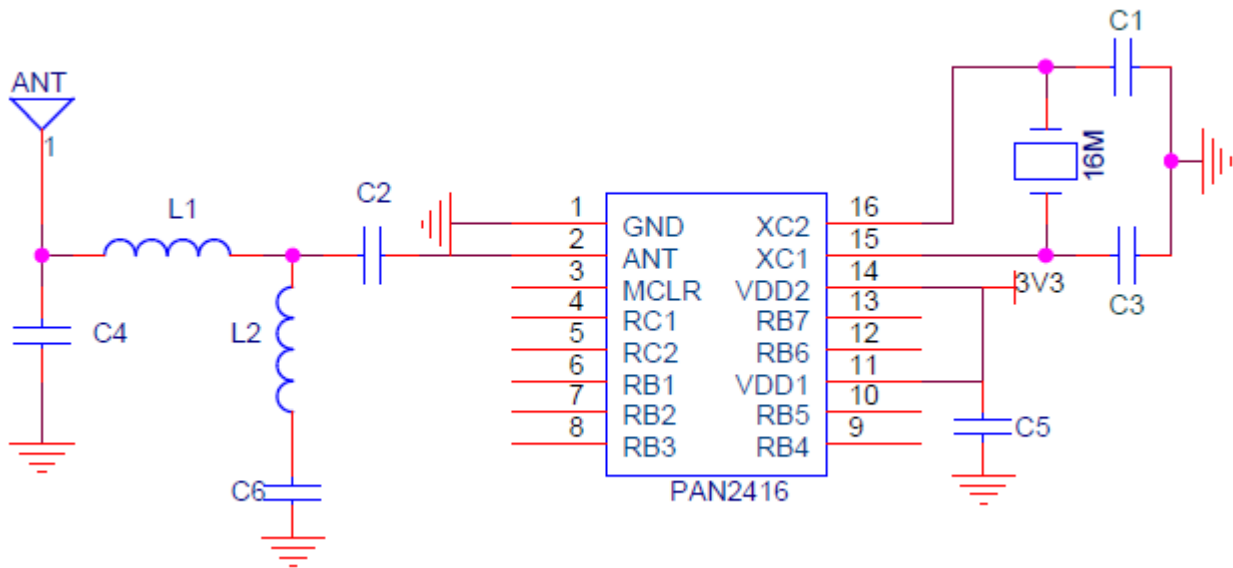 C1
ANT
1
16M
L1
C2
1
GND
XC2
16
2
ANT
XC1
15
3
MCLR
VDD2
14
3V3
C3
4
RC1
RB7
13
C4
L2
5
RC2
RB6
12
6
RB1
VDD1
11
7
RB2
RB5
10
8
RB3
RB4
9
C5
C6
PAN2416